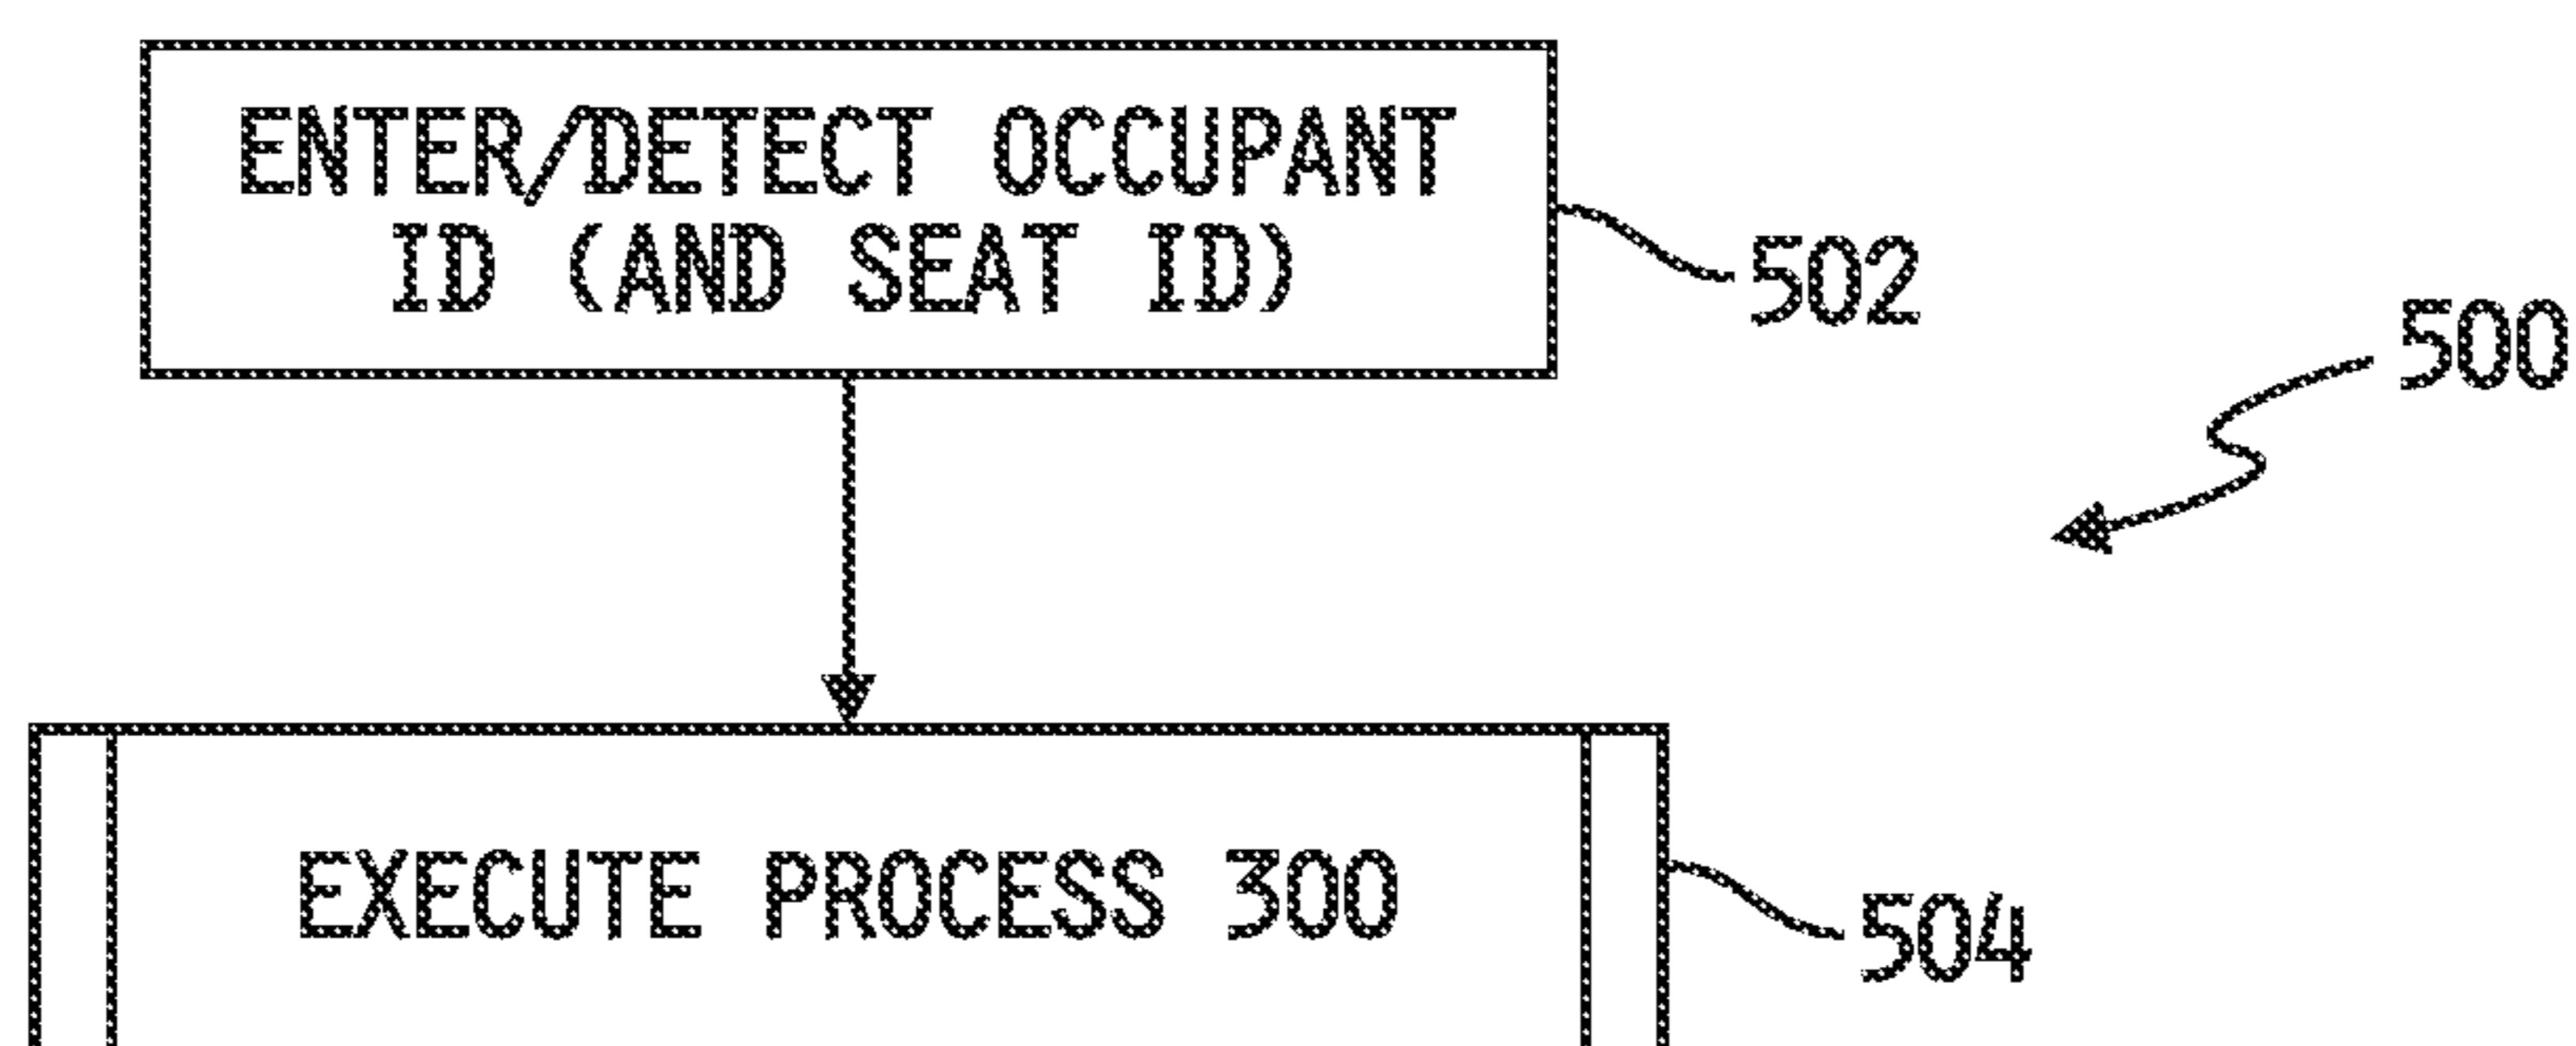 ENTER/DETECT OCCUPANT
ID (AND SEAT ID)
502
500
EXECUTE PROCESS 300
504